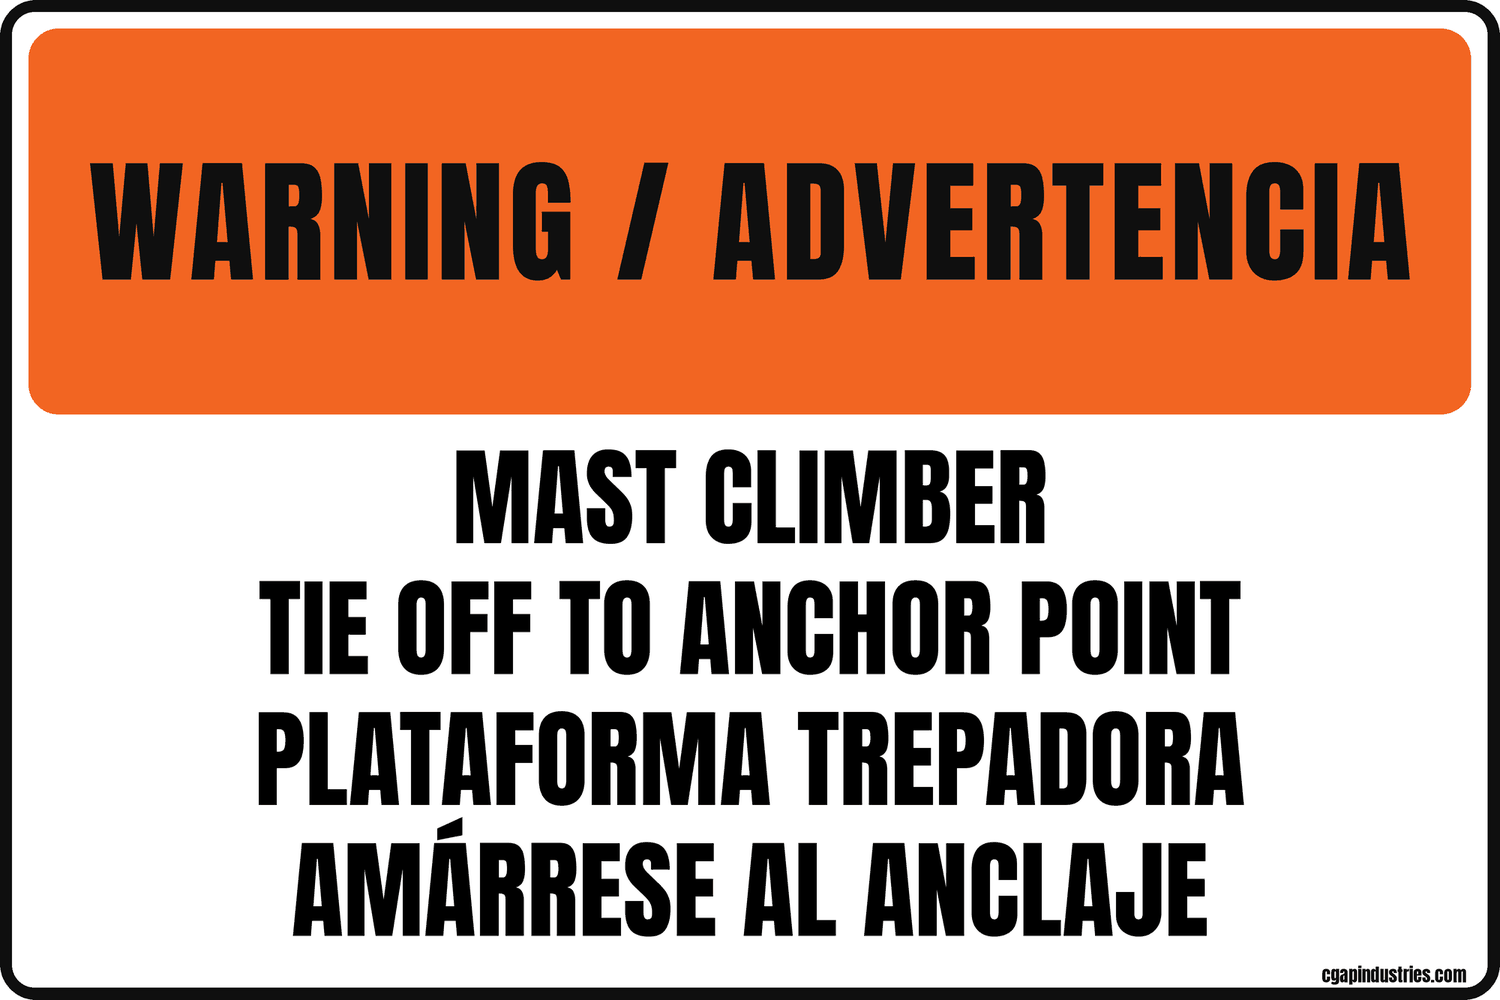 WARNING / ADVERTENCIA
MAST CLIMBER
TIE OFF TO ANCHOR POINT
PLATAFORMA TREPADORA
AMÁRRESE AL ANCLAJE
cgapindustries.com